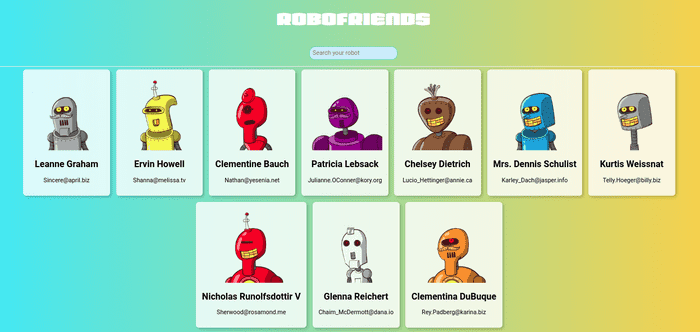 ROBOFRIENDS
Search your robot
Leanne Graham
Sincere@april.biz
Ervin Howell
Shanna@melissa.tv
Clementine Bauch
Nathan@yesenia.net
Patricia Lebsack
Julianne.OConner@kory.org
Chelsey Dietrich
Lucio_Hettinger@annie.ca
Mrs. Dennis Schulist
Karley_Dach@jasper.info
Kurtis Weissnat
Telly.Hoeger@billy.biz
Nicholas Runolfsdottir V
Sherwood@rosamond.me
Glenna Reichert
Chaim_McDermott@dana.io
Clementina DuBuque
Rey.Padberg@karina.biz